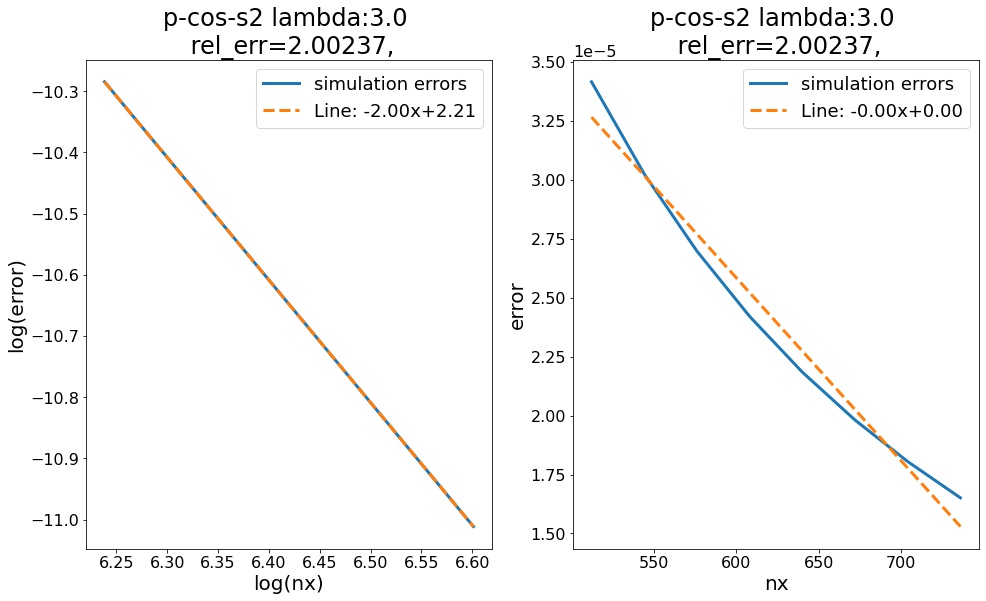 p-cos-s2 lambda:3.0
rel_err=2.00237,
simulation errors
Line: -2.00x+2.21
−10.3
−10.4
−10.5
−10.6
−10.7
−10.8
−10.9
−11.0
log(error)
6.25 6.30 6.35 6.40 6.45 6.50 6.55 6.60
log(nx)
p-cos-s2 lambda:3.0
rel_err=2.00237,
1e−5
simulation errors
Line: -0.00x+0.00
3.50
3.25
3.00
2.75
2.50
2.25
2.00
1.75
1.50
error
550 600 650 700
nx